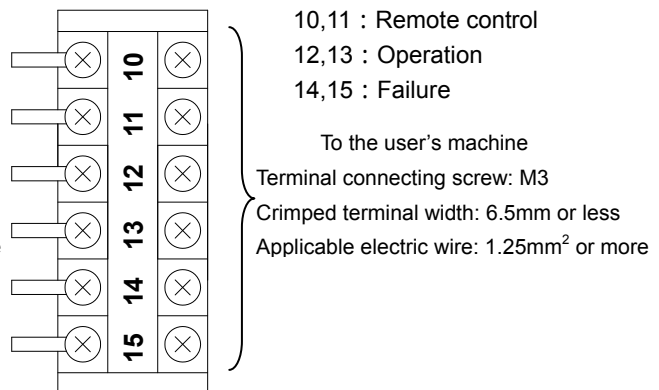 10
11
12
13
14
15
10,11：Remote control
12,13：Operation
14,15：Failure
To the user's machine
Terminal connecting screw: M3
Crimped terminal width: 6.5mm or less
Applicable electric wire: 1.25mm² or more